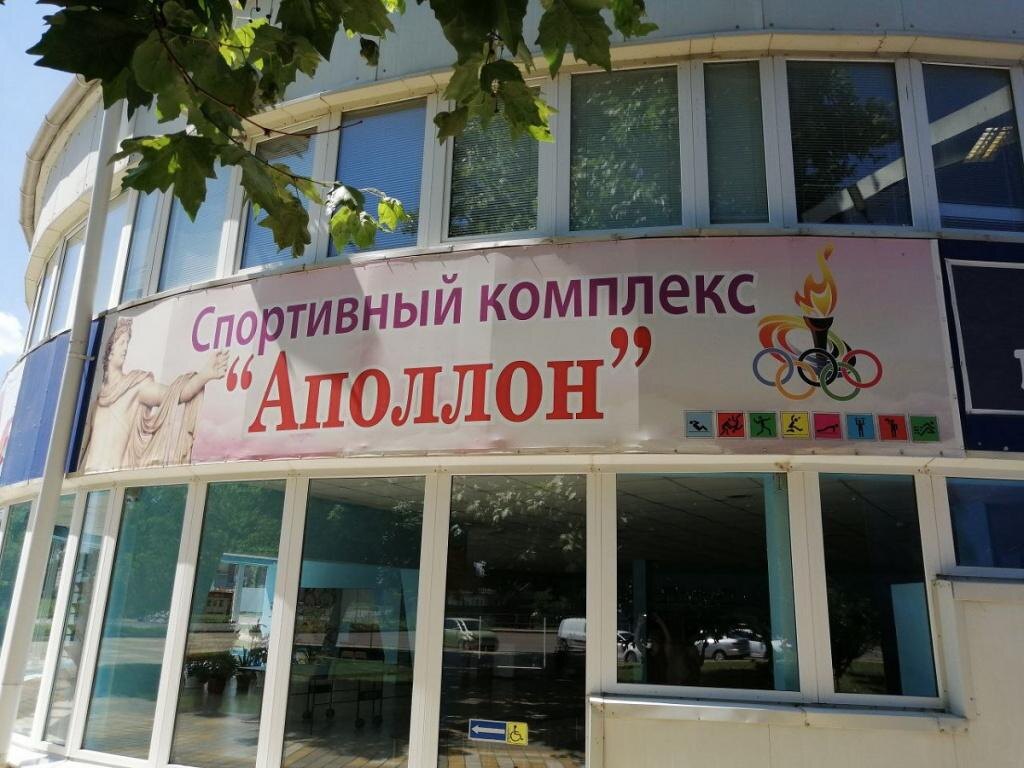 Спортивный комплекс
“Аполлон”